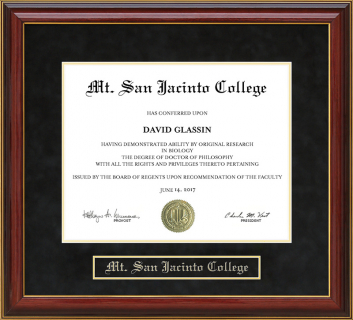 Mt. San Jacinto College
HAS CONFERRED UPON
DAVID GLASSIN
HAVING DEMONSTRATED ABILITY BY ORIGINAL RESEARCH
IN BIOLOGY
THE DEGREE OF DOCTOR OF PHILOSOPHY
WITH ALL THE RIGHTS AND PRIVILEGES THERETO PERTAINING
ISSUED BY THE BOARD OF REGENTS UPON RECOMMENDATION OF THE FACULTY
JUNE 14, 2017
PROVOST
PRESIDENT
Mt. San Jacinto College